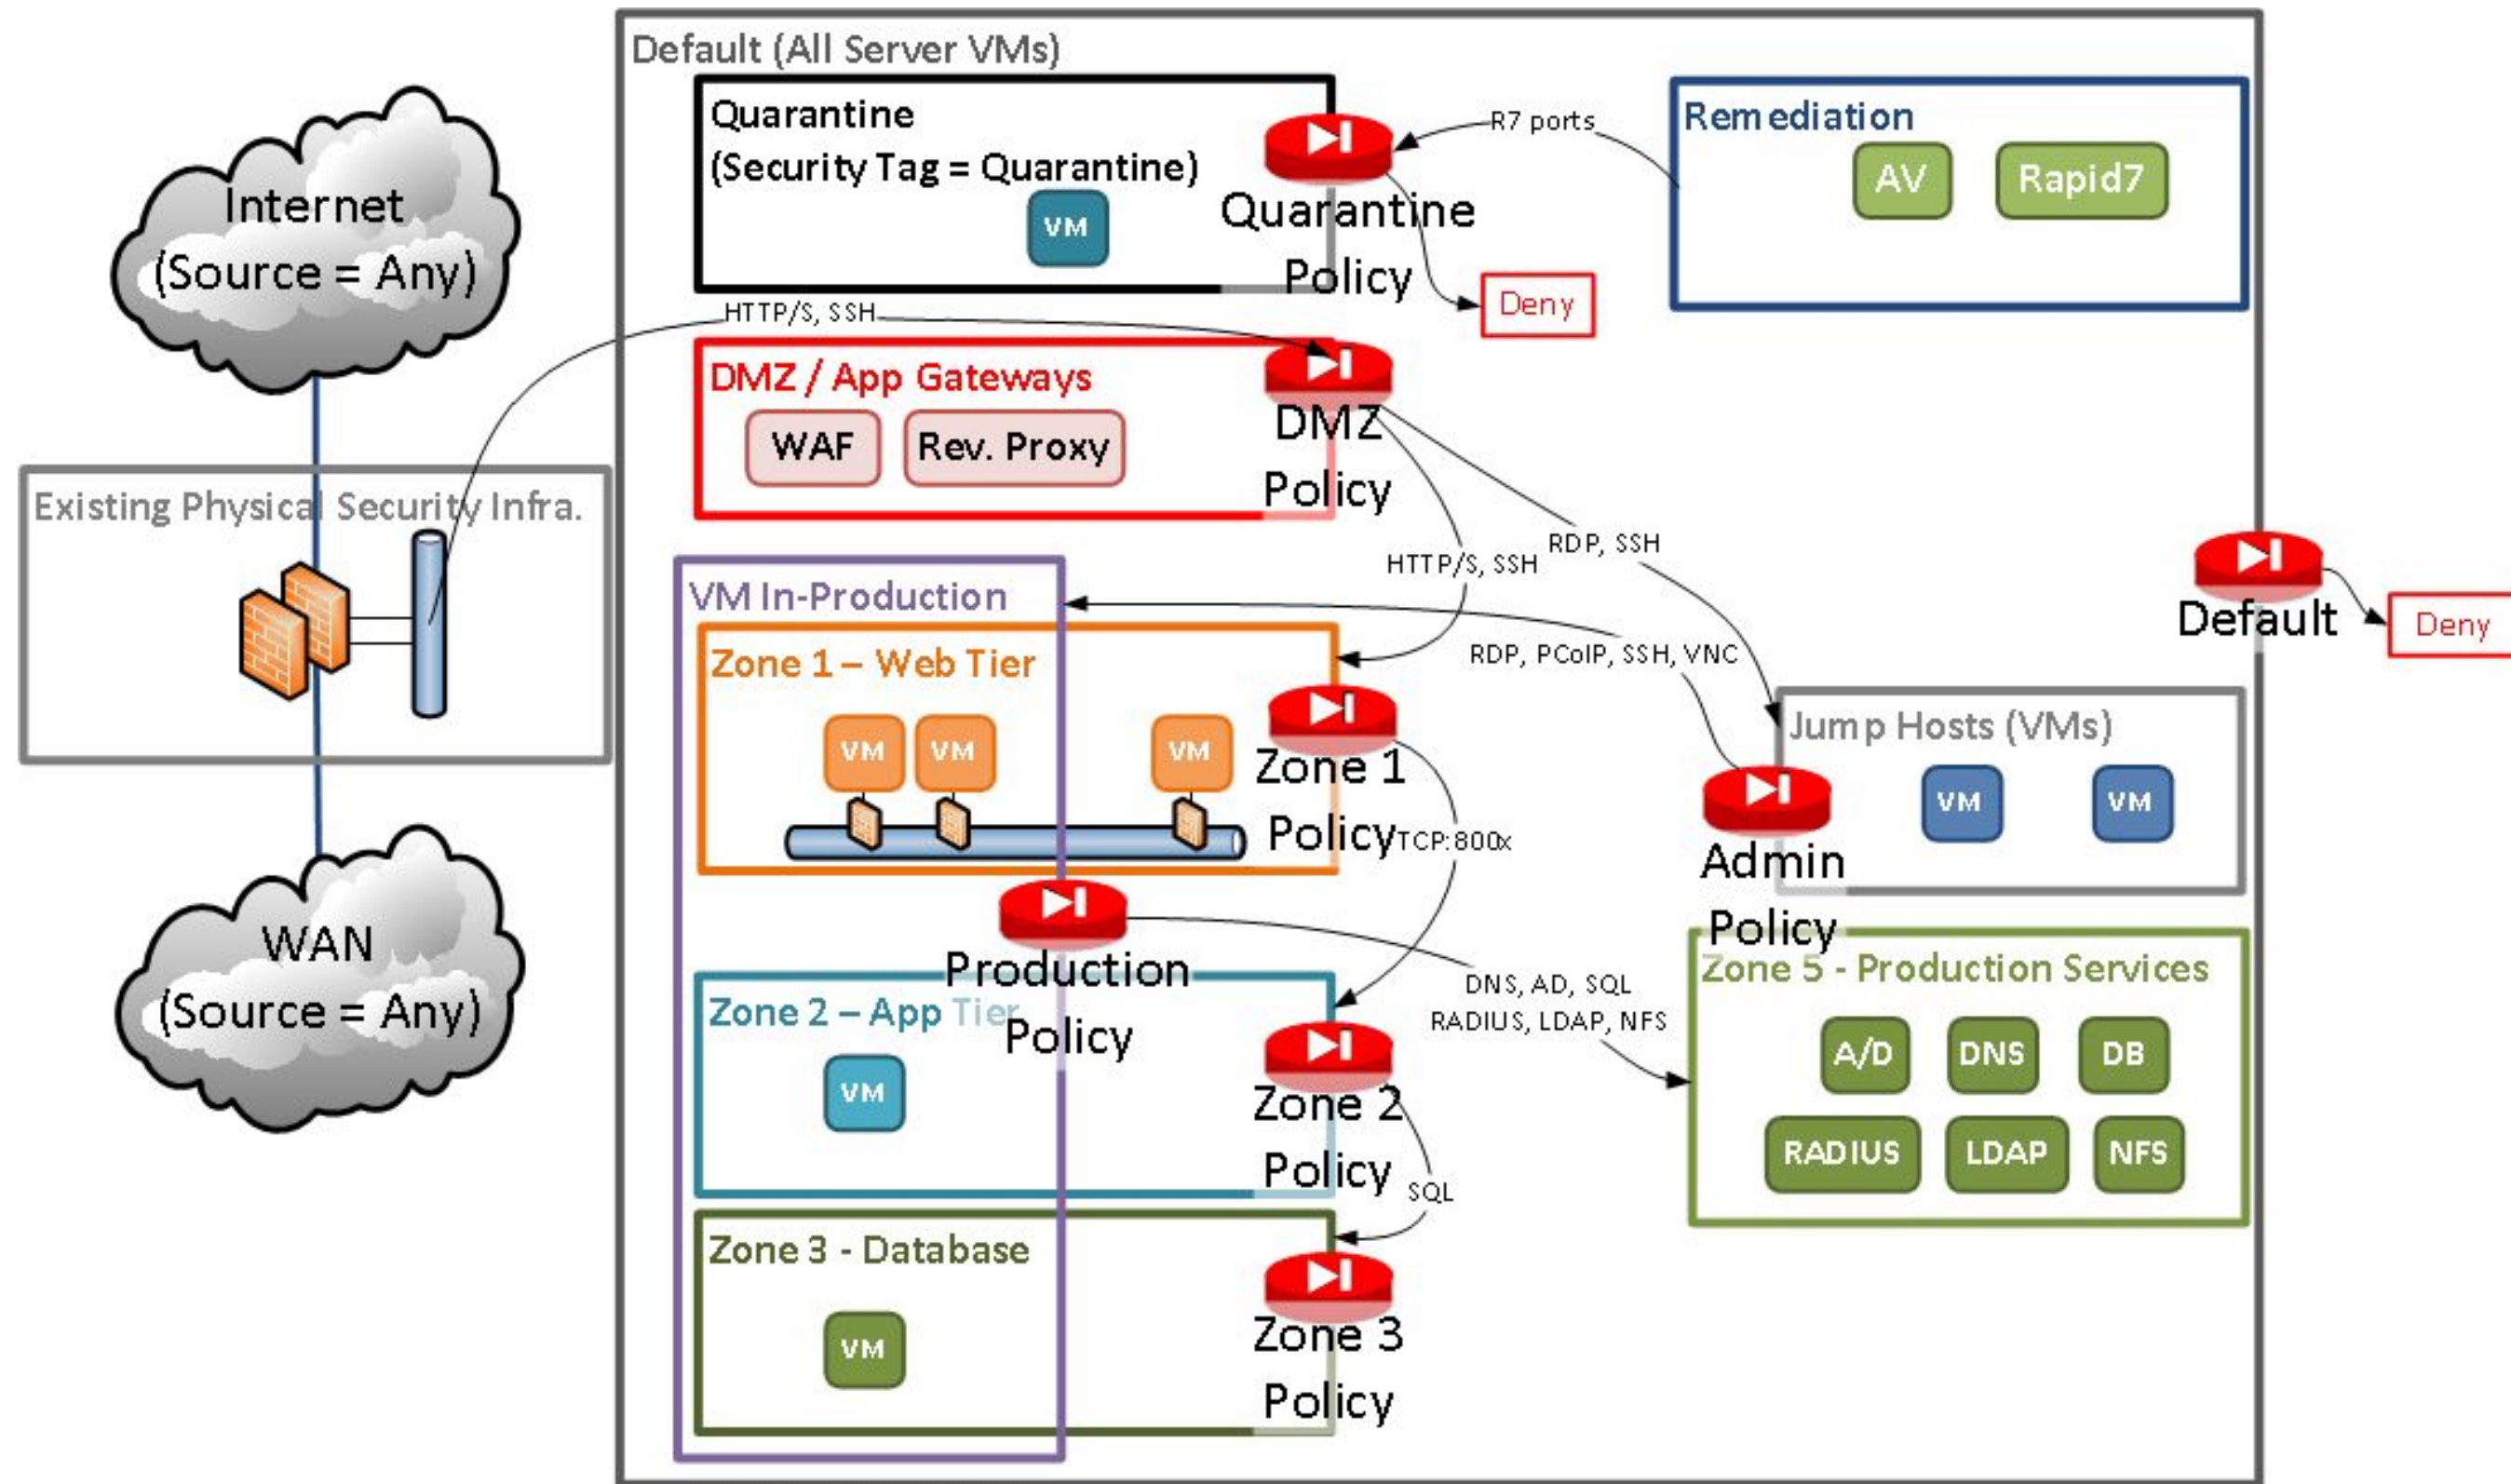 Default (All Server VMs)
Quarantine
(Security Tag = Quarantine)
VM
Quarantine
Policy
R7 ports
Deny
Remediation
AV
Rapid7
Internet
(Source = Any)
HTTP/S, SSH
DMZ / App Gateways
WAF
Rev. Proxy
DMZ
Policy
Existing Physical Security Infra.
RDP, SSH
HTTP/S, SSH
Default
Deny
VM In-Production
Zone 1 – Web Tier
VM
VM
VM
Zone 1
Policy
TCP:800x
RDP, PCoIP, SSH, VNC
Jump Hosts (VMs)
VM
VM
Admin
Policy
WAN
(Source = Any)
Production
Policy
DNS, AD, SQL
RADIUS, LDAP, NFS
Zone 2 – App Tier
VM
Zone 2
Policy
SQL
Zone 5 - Production Services
A/D
DNS
DB
RADIUS
LDAP
NFS
Zone 3 - Database
VM
Zone 3
Policy